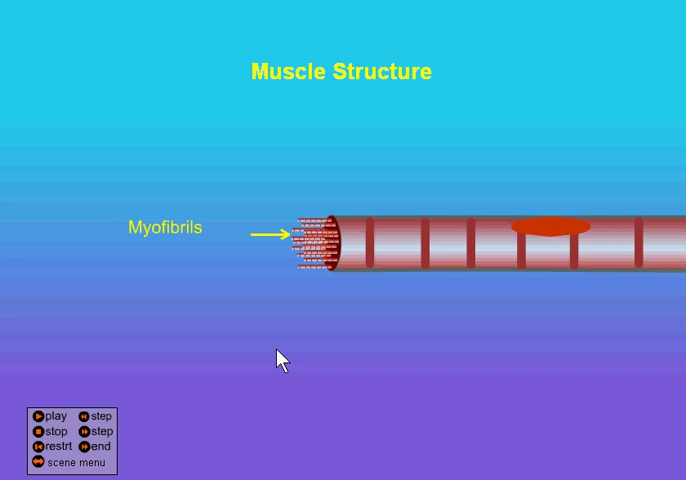 Muscle Structure
Myofibrils
play step
stop step
restrt end
scene menu